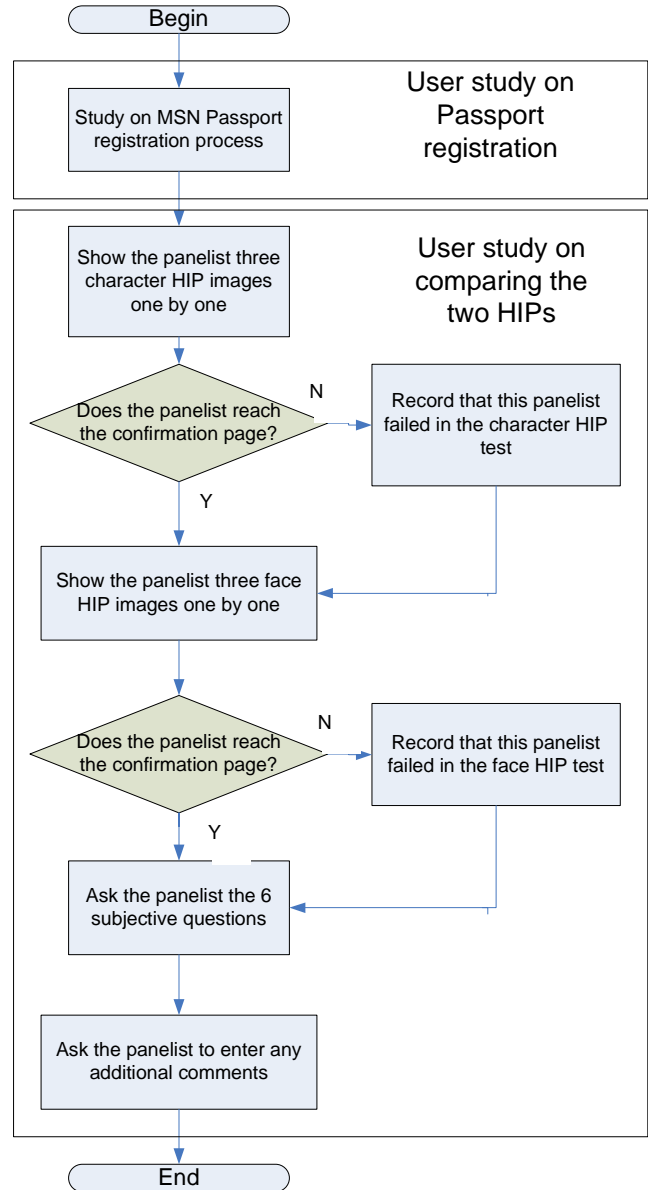 Begin
User study on
Passport
registration
Study on MSN Passport
registration process
Show the panelist three
character HIP images
one by one
User study on
comparing the
two HIPs
Does the panelist reach
the confirmation page?
N
Record that this panelist
failed in the character HIP
test
Y
Show the panelist three face
HIP images one by one
Does the panelist reach
the confirmation page?
N
Record that this panelist
failed in the face HIP test
Y
Ask the panelist the 6
subjective questions
Ask the panelist to enter any
additional comments
End